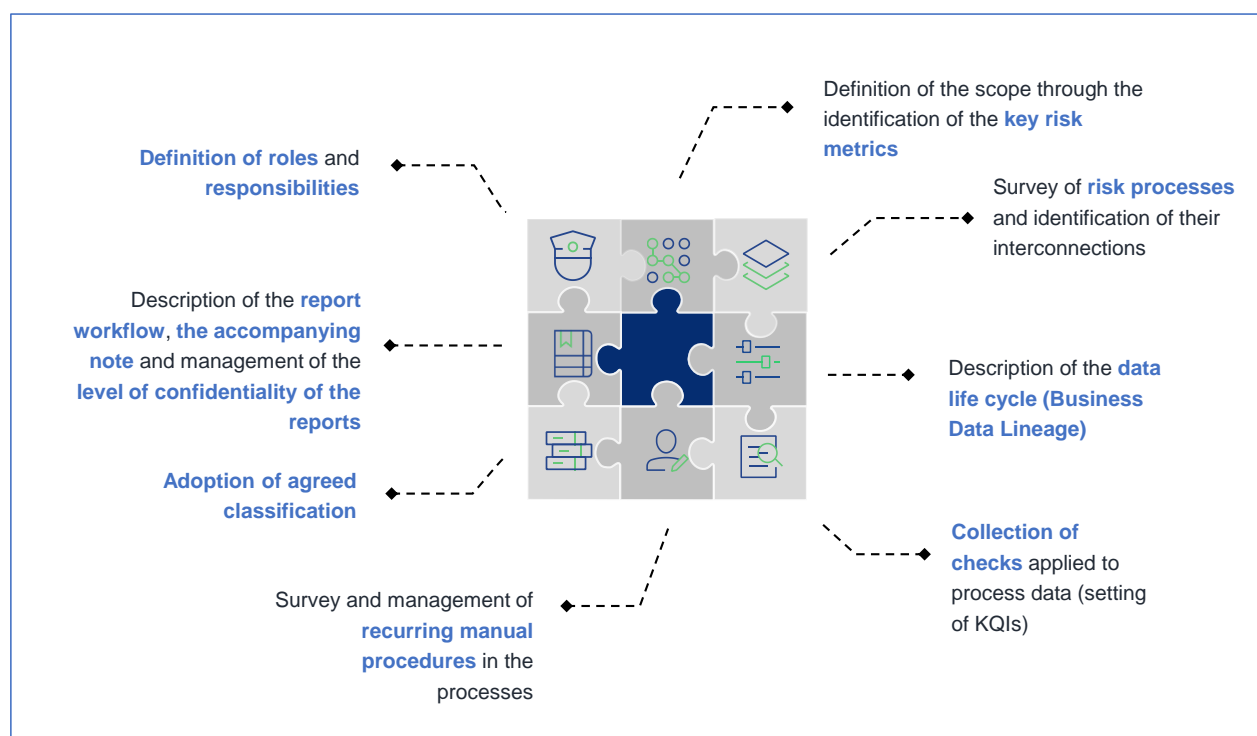 Definition of the scope through the
identification of the key risk
metrics
Definition of roles and
responsibilities
Survey of risk processes
and identification of their
interconnections
Description of the report
workflow, the accompanying
note and management of the
level of confidentiality of the
reports
Description of the data
life cycle (Business
Data Lineage)
Adoption of agreed
classification
Collection of
checks applied to
process data (setting
of KQIs)
Survey and management of
recurring manual
procedures in the
processes